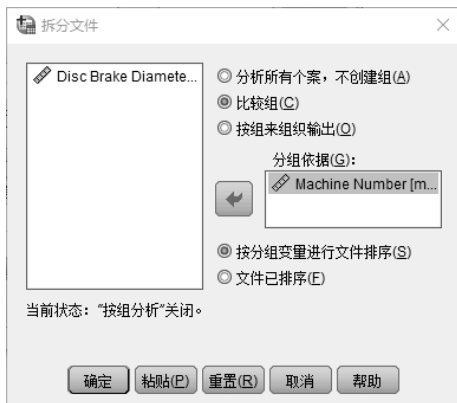 拆分文件
Disc Brake Diamete...
分析所有个案，不创建组(A)
比较组(C)
按组来组织输出(O)
分组依据(G):
Machine Number [m...
按分组变量进行文件排序(S)
文件已排序(F)
当前状态：“按组分析”关闭。
确定
粘贴(P)
重置(R)
取消
帮助